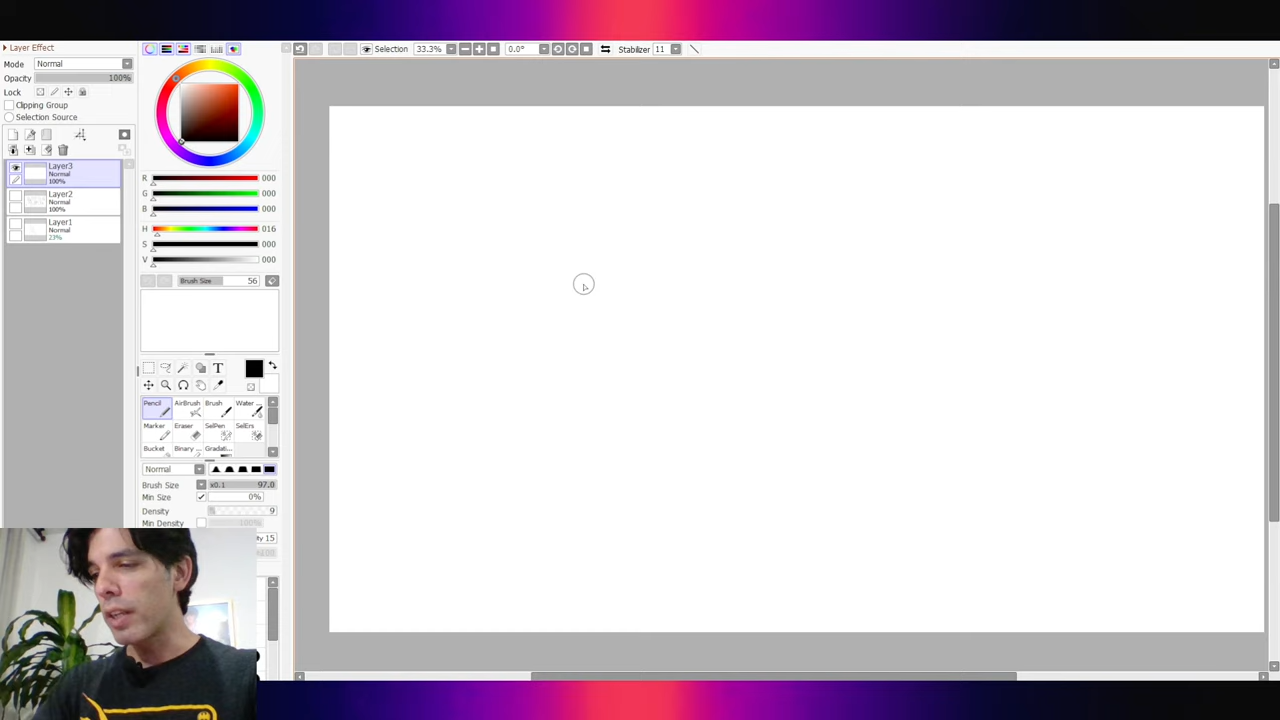 Layer Effect
Mode Normal
Opacity 100%
Lock
Clipping Group
Selection Source
Layer3
Normal
100%
Layer2
Normal
100%
Layer1
Normal
23%
R 000
G 000
B 000
H 016
S 000
V 000
Brush Size 56
T
Pencil AirBrush Brush Water ...
Marker Eraser SelPen SelErs
Bucket Binary ... Gradati...
Normal
Brush Size x0.1 97.0
Min Size 0%
Density 9
Min Density 100%
ity 15
Selection 33.3% 0.0° Stabilizer 11